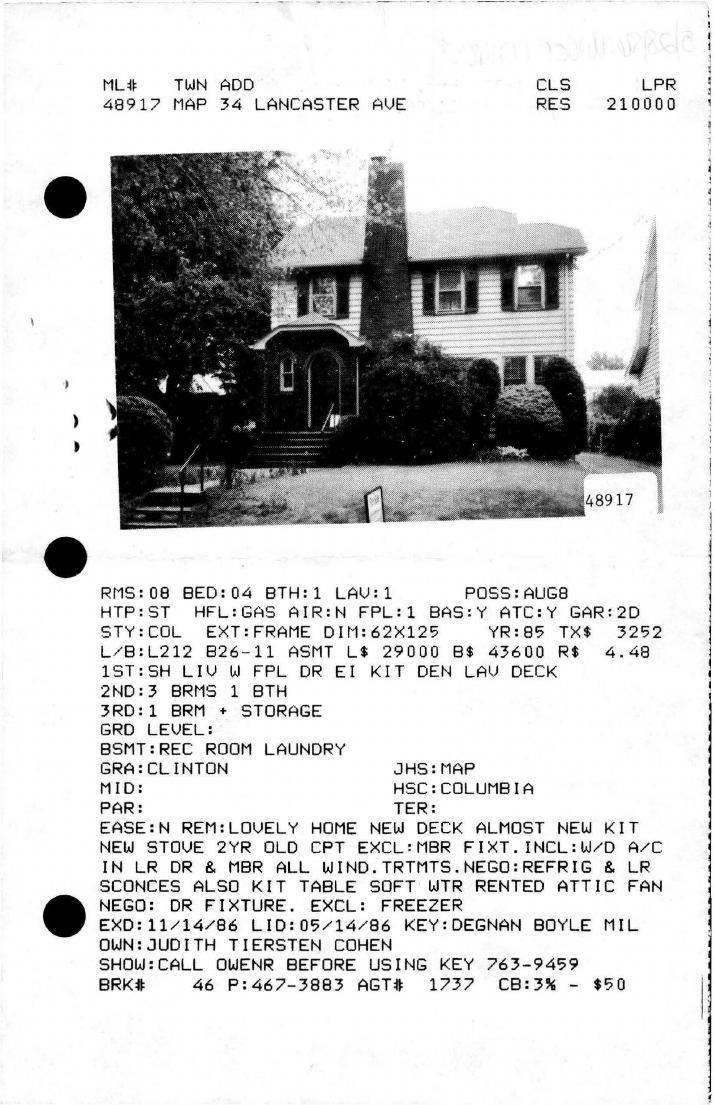 ML# TWN ADD CLS LPR
48917 MAP 34 LANCASTER AVE RES 210000
48917
RMS:08 BED:04 BTH:1 LAV:1 POSS:AUG8
HTP:ST HFL:GAS AIR:N FPL:1 BAS:Y ATC:Y GAR:2D
STY:COL EXT:FRAME DIM:62X125 YR:85 TX$ 3252
L/B:L212 B26-11 ASMT L$ 29000 B$ 43600 R$ 4.48
1ST:SH LIV W FPL DR EI KIT DEN LAV DECK
2ND:3 BRMS 1 BTH
3RD:1 BRM + STORAGE
GRD LEVEL:
BSMT:REC ROOM LAUNDRY
GRA:CLINTON JHS:MAP
MID: HSC:COLUMBIA
PAR: TER:
EASE:N REM:LOVELY HOME NEW DECK ALMOST NEW KIT
NEW STOVE 2YR OLD CPT EXCL:MBR FIXT.INCL:W/D A/C
IN LR DR & MBR ALL WIND.TRTMTS.NEGO:REFRIG & LR
SCONCES ALSO KIT TABLE SOFT WTR RENTED ATTIC FAN
NEGO: DR FIXTURE. EXCL: FREEZER
EXD:11/14/86 LID:05/14/86 KEY:DEGNAN BOYLE MIL
OWN:JUDITH TIERSTEN COHEN
SHOW:CALL OWENR BEFORE USING KEY 763-9459
BRK# 46 P:467-3883 AGT# 1737 CB:3% - $50